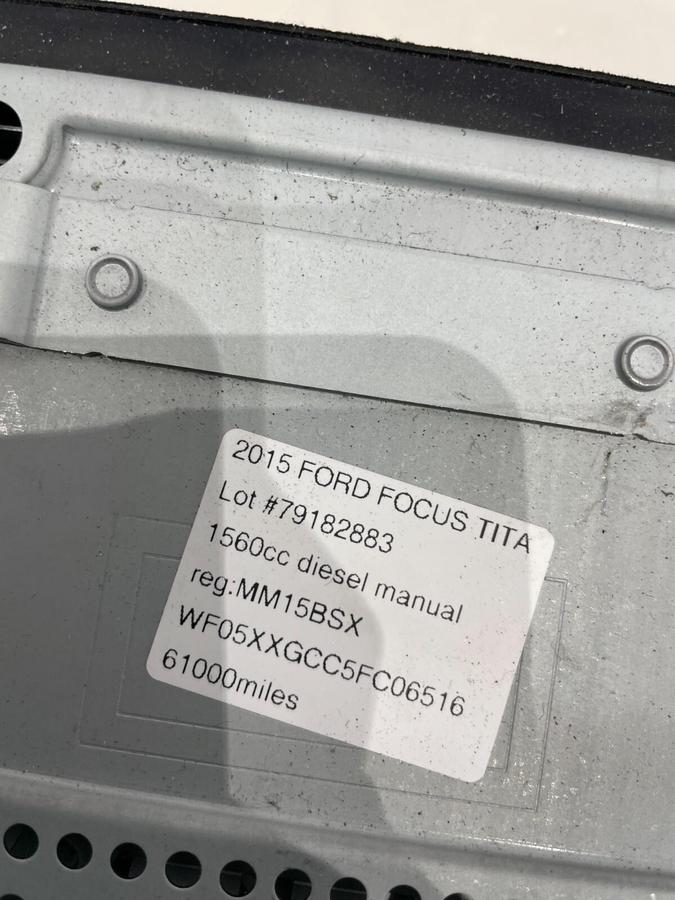 2015 FORD FOCUS TITA
Lot #79182883
1560cc diesel manual
reg:MM15BSX
WF05XXGCC5FC06516
61000miles